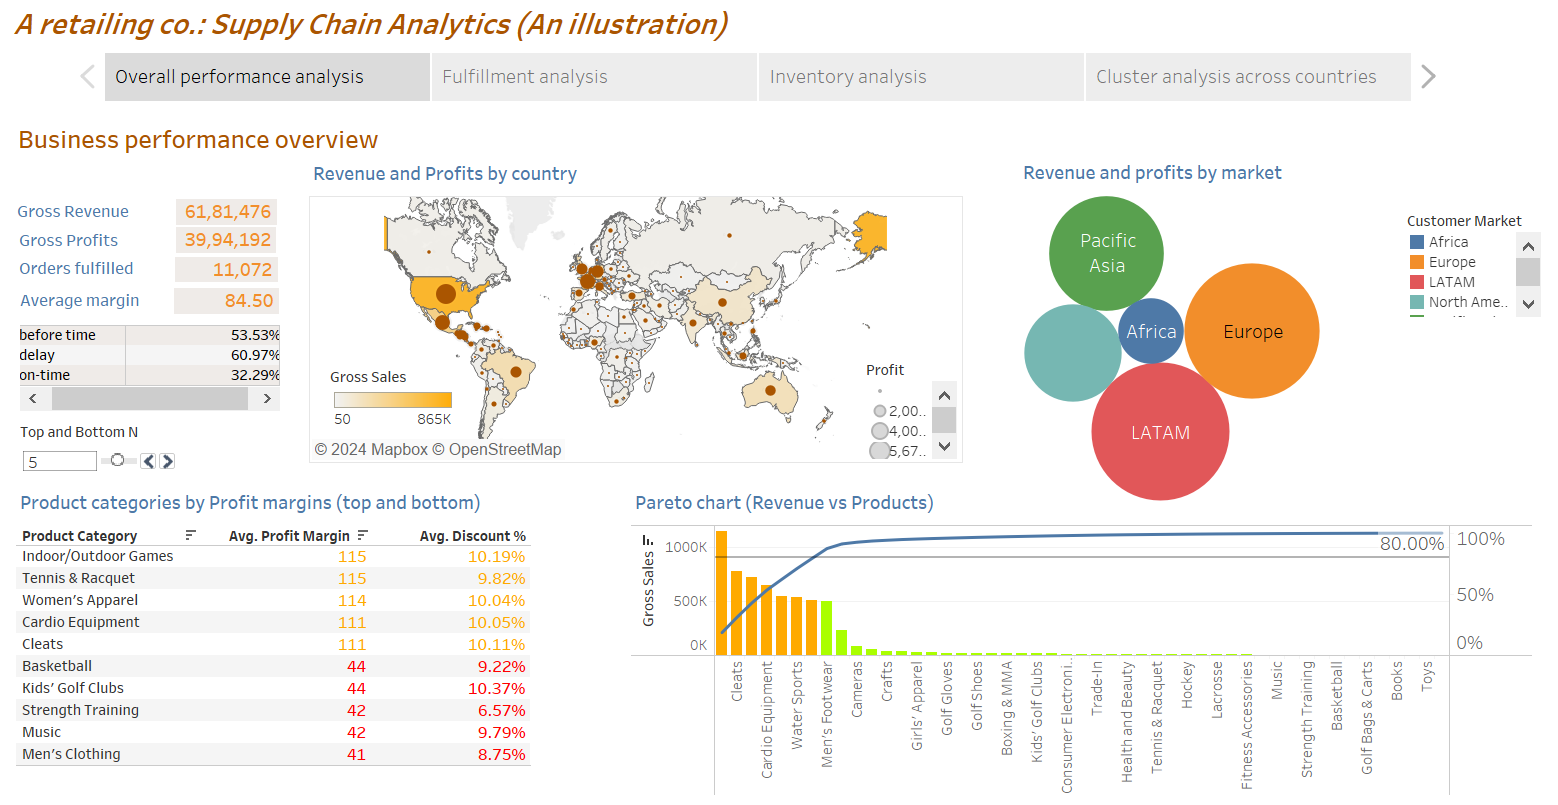 A retailing co.: Supply Chain Analytics (An illustration)
Overall performance analysis
Fulfillment analysis
Inventory analysis
Cluster analysis across countries
Business performance overview
Gross Revenue 61,81,476
Gross Profits 39,94,192
Orders fulfilled 11,072
Average margin 84.50
before time 53.53%
delay 60.97%
on-time 32.29%
Top and Bottom N
5
Revenue and Profits by country
Gross Sales
50 865K
© 2024 Mapbox © OpenStreetMap
Profit
2,00..
4,00..
5,67..
Revenue and profits by market
Pacific
Asia
Africa
Europe
LATAM
Customer Market
Africa
Europe
LATAM
North Ame..
Product categories by Profit margins (top and bottom)
Product Category Avg. Profit Margin Avg. Discount %
Indoor/Outdoor Games 115 10.19%
Tennis & Racquet 115 9.82%
Women's Apparel 114 10.04%
Cardio Equipment 111 10.05%
Cleats 111 10.11%
Basketball 44 9.22%
Kids' Golf Clubs 44 10.37%
Strength Training 42 6.57%
Music 42 9.79%
Men's Clothing 41 8.75%
Pareto chart (Revenue vs Products)
Gross Sales
1000K
500K
0K
80.00%
100%
50%
0%
Cleats
Cardio Equipment
Water Sports
Men's Footwear
Cameras
Crafts
Girls' Apparel
Golf Gloves
Golf Shoes
Boxing & MMA
Kids' Golf Clubs
Consumer Electroni..
Trade-In
Health and Beauty
Tennis & Racquet
Hockey
Lacrosse
Fitness Accessories
Music
Strength Training
Basketball
Golf Bags & Carts
Books
Toys